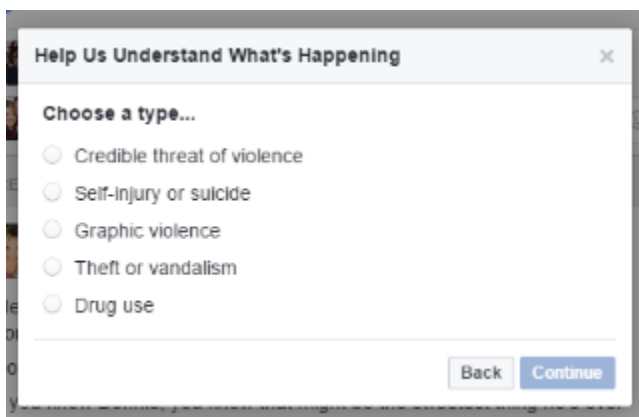 Help Us Understand What's Happening
Choose a type...
Credible threat of violence
Self-injury or suicide
Graphic violence
Theft or vandalism
Drug use
Back Continue